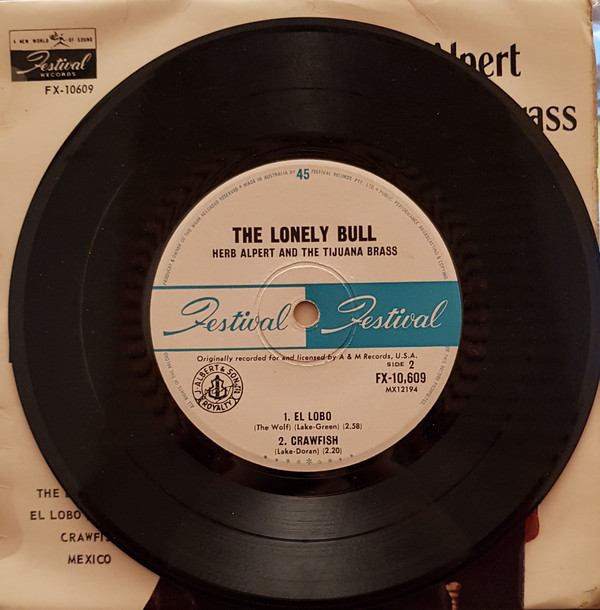 A NEW WORLD OF SOUND
Festival
RECORDS
FX-10609
Alpert
ass
MADE IN AUSTRALIA BY
45
FESTIVAL RECORDS PTY. LTD.
THE LONELY BULL
HERB ALPERT AND THE TIJUANA BRASS
Festival Festival
Originally recorded for and licensed by A & M Records, U.S.A.
SIDE 2
FX-10,609
MX12194
J. ALBERT & SON
ROYALTY
1. EL LOBO
(The Wolf) (Lake-Green) (2.58)
2. CRAWFISH
(Lake-Doran) (2.20)
THE
EL LOBO
CRAWFIS
MEXICO